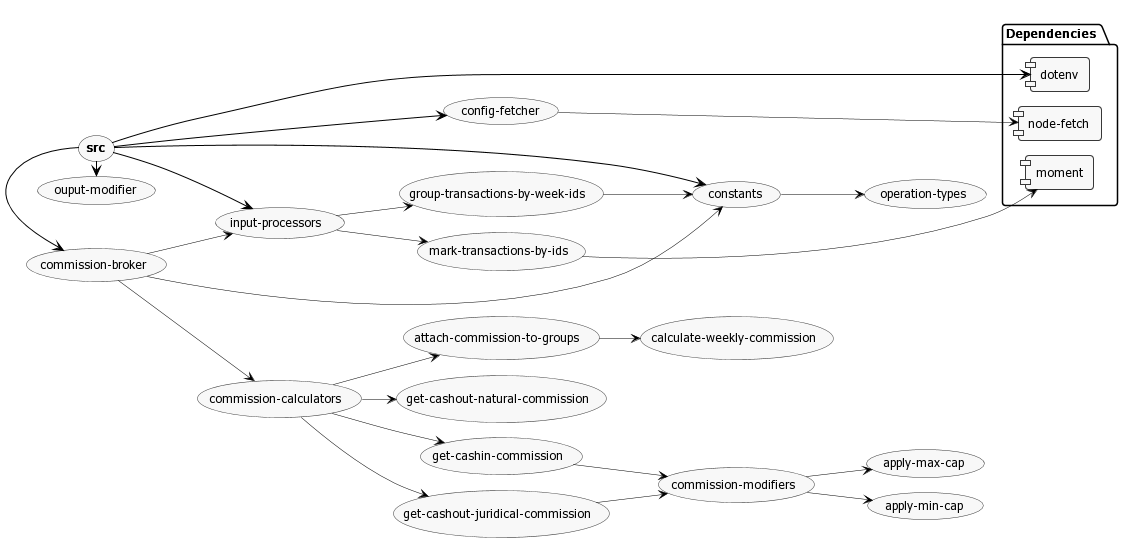 Dependencies
dotenv
config-fetcher
node-fetch
src
moment
ouput-modifier
group-transactions-by-week-ids
constants
operation-types
input-processors
mark-transactions-by-ids
commission-broker
attach-commission-to-groups
calculate-weekly-commission
commission-calculators
get-cashout-natural-commission
get-cashin-commission
apply-max-cap
commission-modifiers
apply-min-cap
get-cashout-juridical-commission